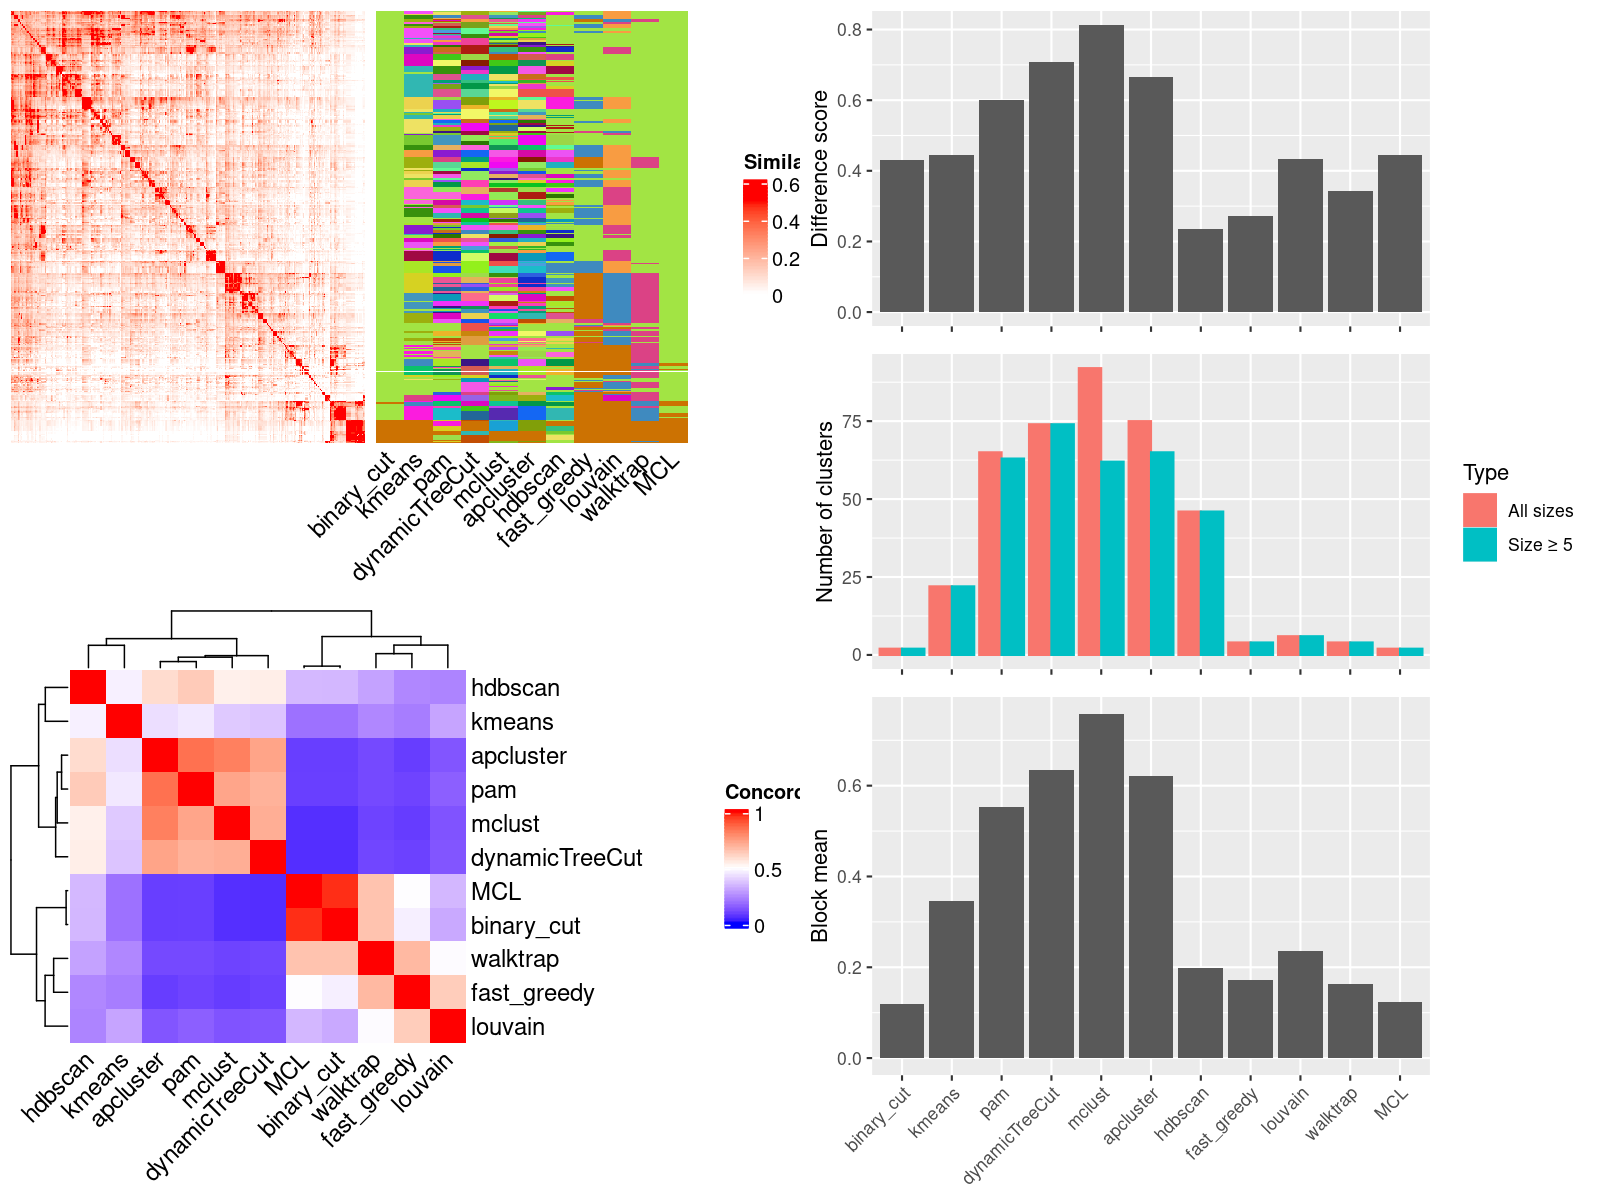 Simila
0.6
0.4
0.2
0
binary_cut
kmeans
pam
dynamicTreeCut
mclust
apcluster
hdbscan
fast_greedy
louvain
walktrap
MCL
Difference score
0.8
0.6
0.4
0.2
0.0
Number of clusters
75
50
25
0
Type
All sizes
Size ≥ 5
hdbscan
kmeans
apcluster
pam
mclust
dynamicTreeCut
MCL
binary_cut
walktrap
fast_greedy
louvain
hdbscan
kmeans
apcluster
pam
mclust
dynamicTreeCut
MCL
binary_cut
walktrap
fast_greedy
louvain
Concord
1
0.5
0
Block mean
0.6
0.4
0.2
0.0
binary_cut
kmeans
pam
dynamicTreeCut
mclust
apcluster
hdbscan
fast_greedy
louvain
walktrap
MCL